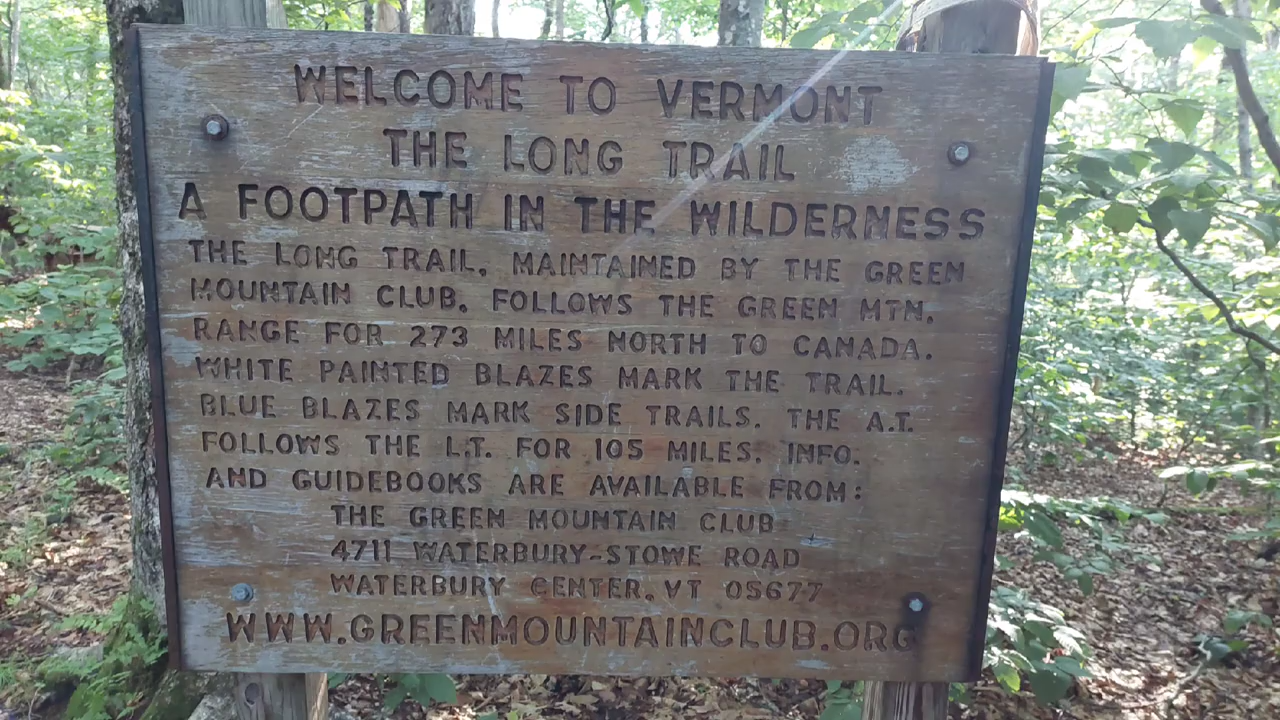 WELCOME TO VERMONT
THE LONG TRAIL
A FOOTPATH IN THE WILDERNESS
THE LONG TRAIL, MAINTAINED BY THE GREEN
MOUNTAIN CLUB, FOLLOWS THE GREEN MTN.
RANGE FOR 273 MILES NORTH TO CANADA.
WHITE PAINTED BLAZES MARK THE TRAIL.
BLUE BLAZES MARK SIDE TRAILS. THE A.T.
FOLLOWS THE L.T. FOR 105 MILES. INFO.
AND GUIDEBOOKS ARE AVAILABLE FROM:
THE GREEN MOUNTAIN CLUB
4711 WATERBURY-STOWE ROAD
WATERBURY CENTER, VT 05677
WWW.GREENMOUNTAINCLUB.ORG